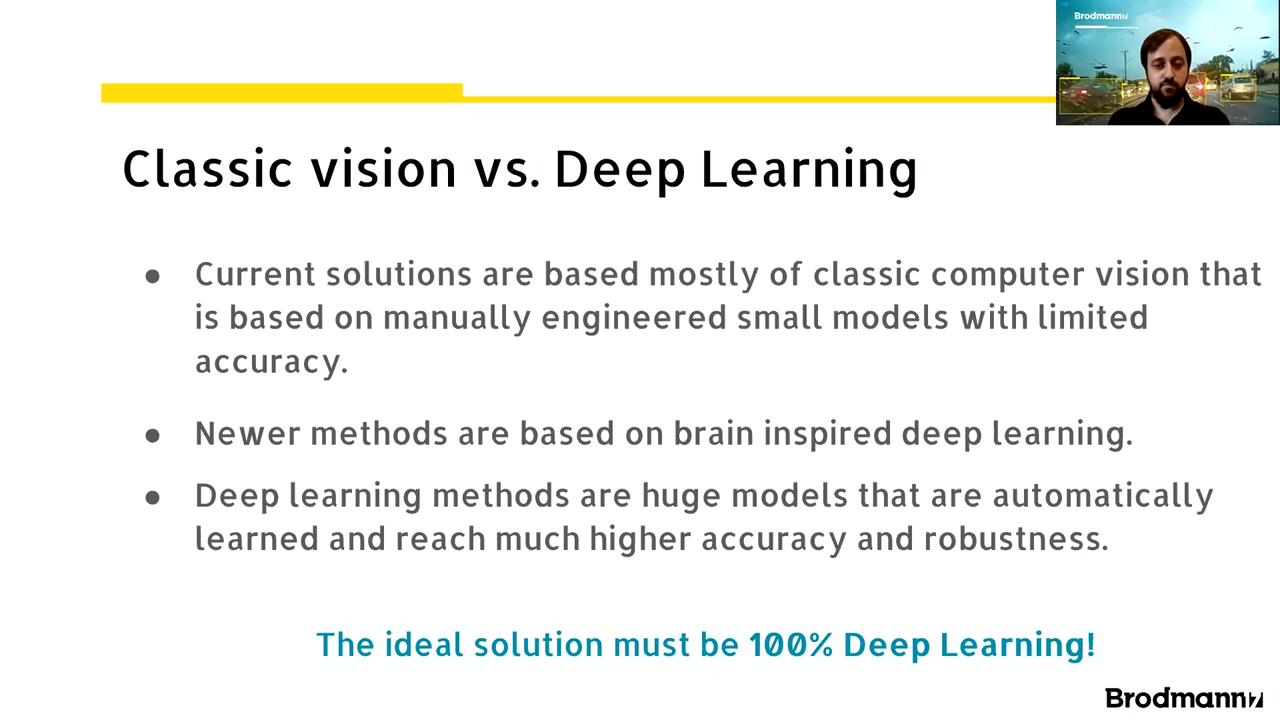 Brodmann17
Classic vision vs. Deep Learning
● Current solutions are based mostly of classic computer vision that
is based on manually engineered small models with limited
accuracy.
● Newer methods are based on brain inspired deep learning.
● Deep learning methods are huge models that are automatically
learned and reach much higher accuracy and robustness.
The ideal solution must be 100% Deep Learning!
Brodmann17